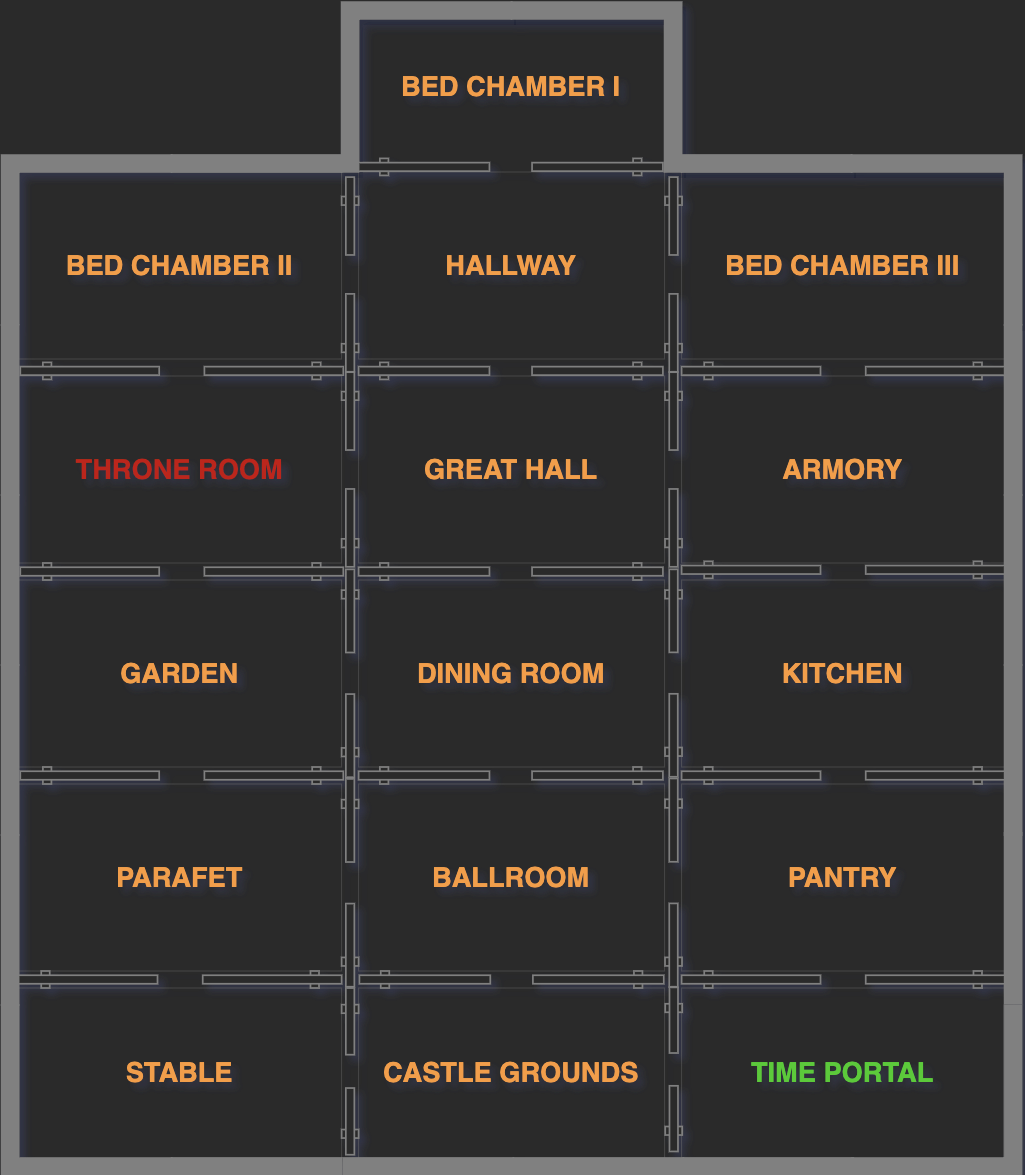 BED CHAMBER I
BED CHAMBER II
HALLWAY
BED CHAMBER III
THRONE ROOM
GREAT HALL
ARMORY
GARDEN
DINING ROOM
KITCHEN
PARAFET
BALLROOM
PANTRY
STABLE
CASTLE GROUNDS
TIME PORTAL